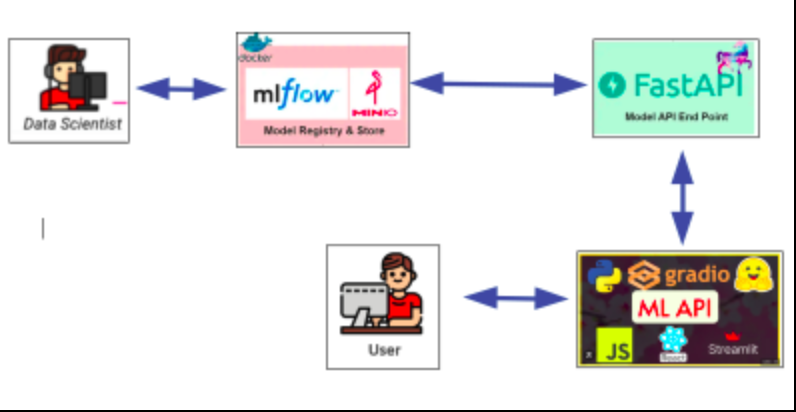 docker
mlflow
MINIO
Model Registry & Store
Data Scientist
FastAPI
Model API End Point
User
gradio
ML API
JS
React
Streamlit